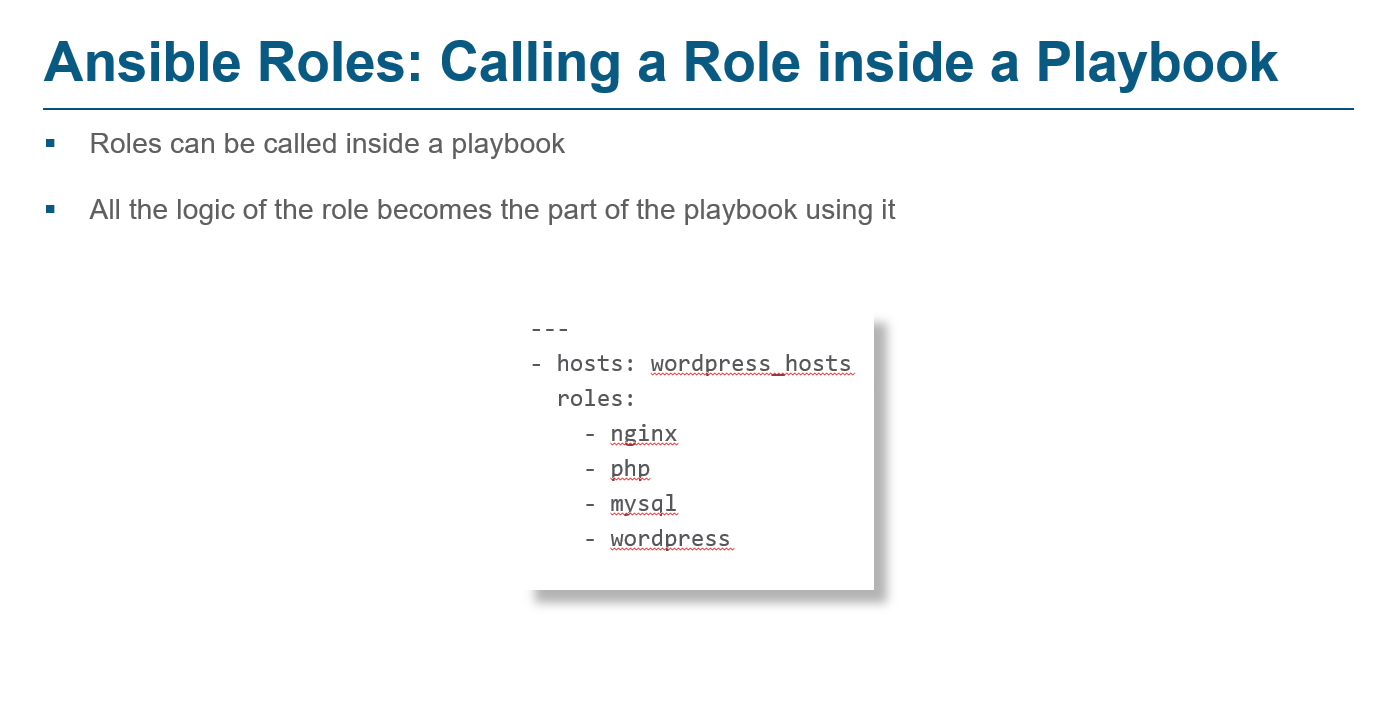 Ansible Roles: Calling a Role inside a Playbook
▪ Roles can be called inside a playbook
▪ All the logic of the role becomes the part of the playbook using it
---
- hosts: wordpress_hosts
  roles:
    - nginx
    - php
    - mysql
    - wordpress